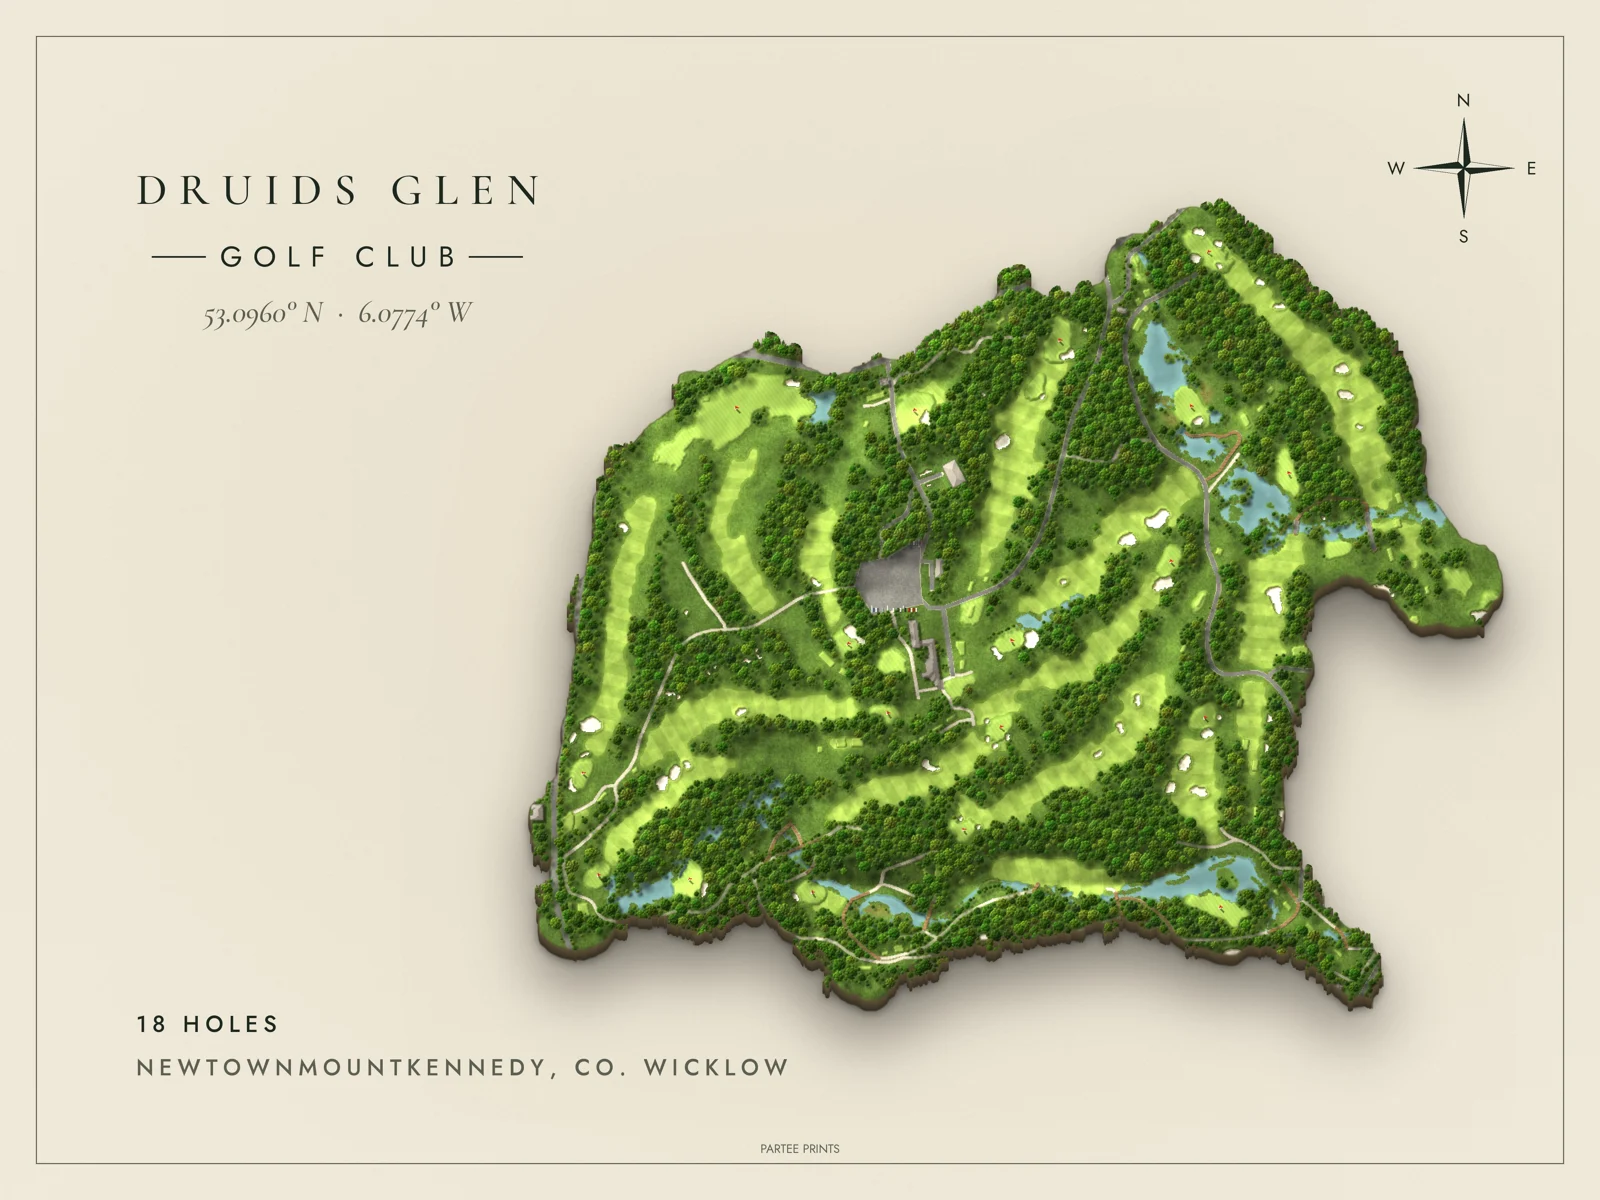 DRUIDS GLEN
GOLF CLUB
53.0960° N · 6.0774° W
N
W E
S
18 HOLES
NEWTOWNMOUNTKENNEDY, CO. WICKLOW
PARTEE PRINTS